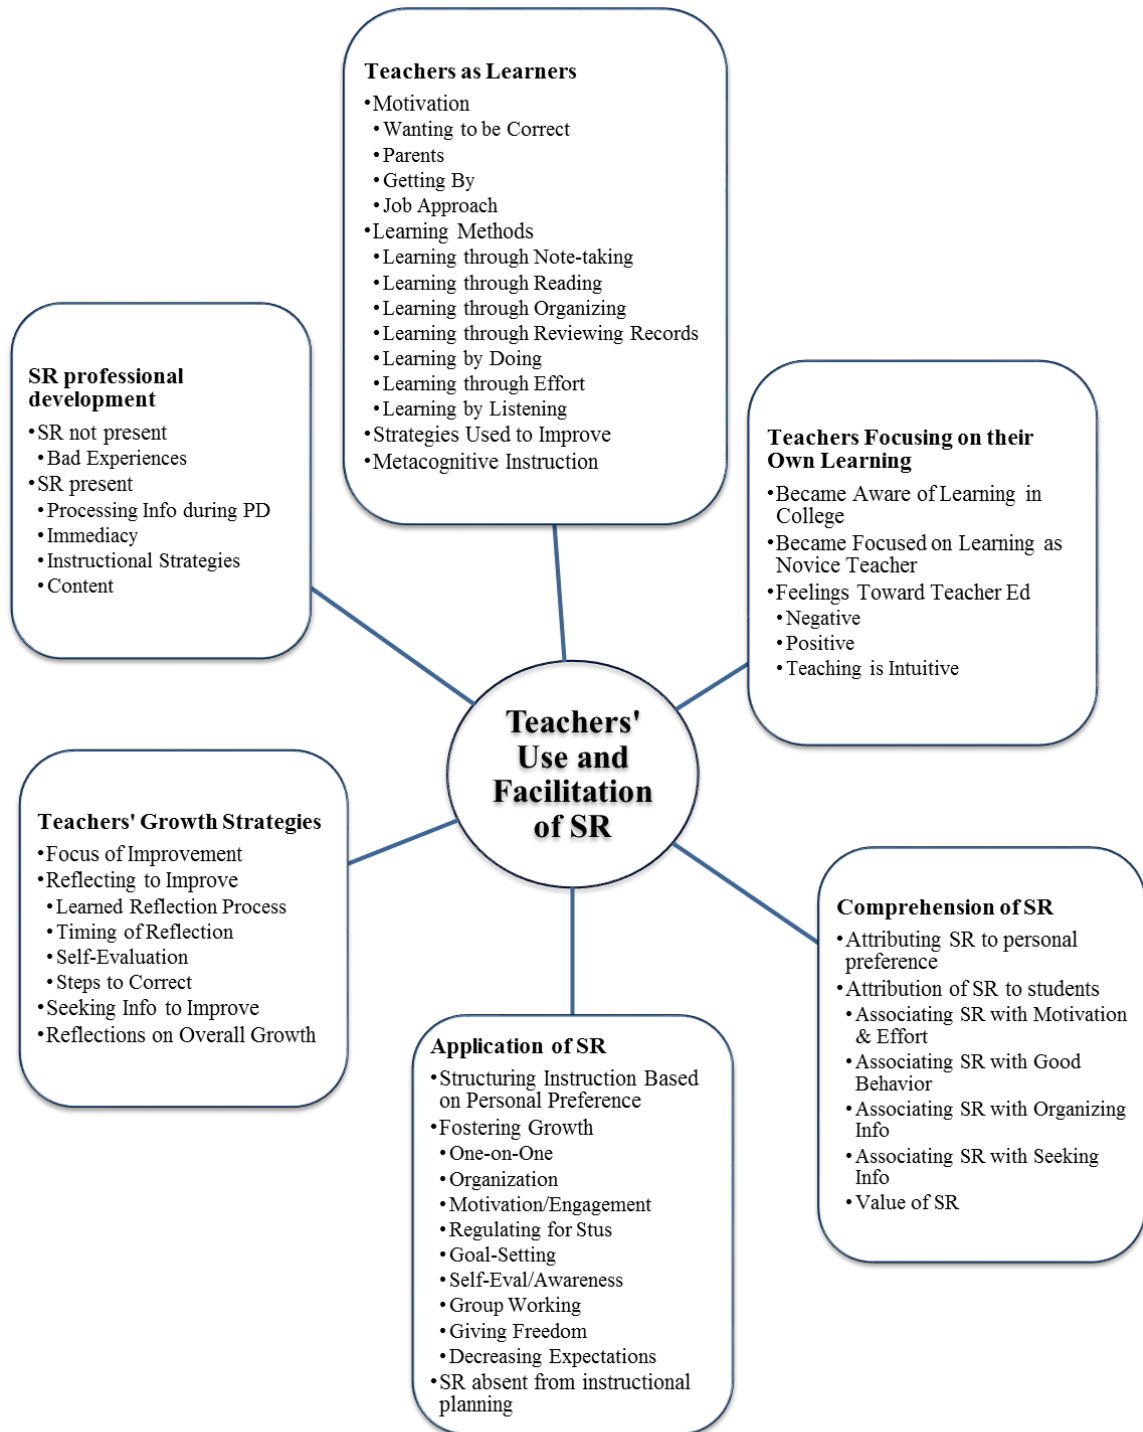 Teachers as Learners
•Motivation
•Wanting to be Correct
•Parents
•Getting By
•Job Approach
•Learning Methods
•Learning through Note-taking
•Learning through Reading
•Learning through Organizing
•Learning through Reviewing Records
•Learning by Doing
•Learning through Effort
•Learning by Listening
•Strategies Used to Improve
•Metacognitive Instruction
SR professional
development
•SR not present
•Bad Experiences
•SR present
•Processing Info during PD
•Immediacy
•Instructional Strategies
•Content
Teachers Focusing on their
Own Learning
•Became Aware of Learning in
College
•Became Focused on Learning as
Novice Teacher
•Feelings Toward Teacher Ed
•Negative
•Positive
•Teaching is Intuitive
Teachers'
Use and
Facilitation
of SR
Teachers' Growth Strategies
•Focus of Improvement
•Reflecting to Improve
•Learned Reflection Process
•Timing of Reflection
•Self-Evaluation
•Steps to Correct
•Seeking Info to Improve
•Reflections on Overall Growth
Comprehension of SR
•Attributing SR to personal
preference
•Attribution of SR to students
•Associating SR with Motivation
& Effort
•Associating SR with Good
Behavior
•Associating SR with Organizing
Info
•Associating SR with Seeking
Info
•Value of SR
Application of SR
•Structuring Instruction Based
on Personal Preference
•Fostering Growth
•One-on-One
•Organization
•Motivation/Engagement
•Regulating for Stus
•Goal-Setting
•Self-Eval/Awareness
•Group Working
•Giving Freedom
•Decreasing Expectations
•SR absent from instructional
planning